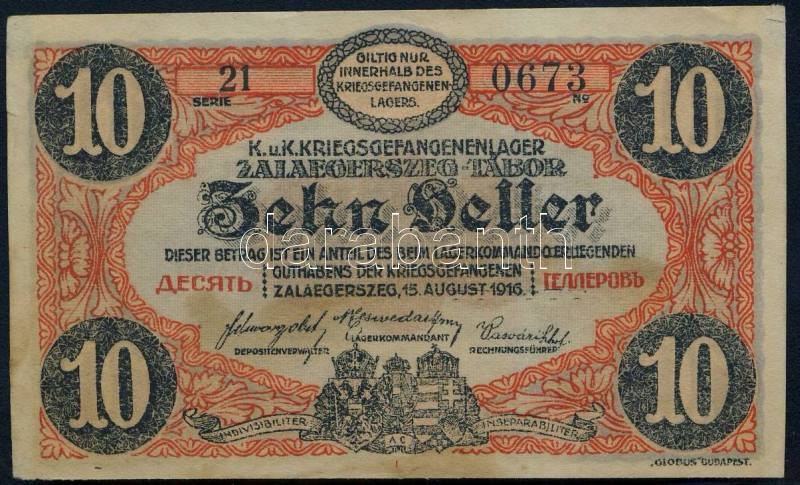 10
21
SERIE
GILTIG NUR
INNERHALB DES
KRIEGSGEFANGENEN-
LAGERS.
0673
No
10
K.u.K.KRIEGSGEFANGENENLAGER
ZALAEGERSZEG-TÁBOR
Zehn Heller
darabanth
DIESER BETRAG IST EIN ANTEIL DES BEIM LAGERKOMMANDO ERLIEGENDEN
GUTHABENS DER KRIEGSGEFANGENEN
ДЕСЯТЬ
ГЕЛЛЕРОВЪ
ZALAEGERSZEG, 15. AUGUST 1916.
DEPOSITENVERWALTER
LAGERKOMMANDANT
RECHNUNGSFÜHRER
10
INDIVISIBILITER
AC
INSEPARABILITER
10
„GLOBUS" BUDAPEST.